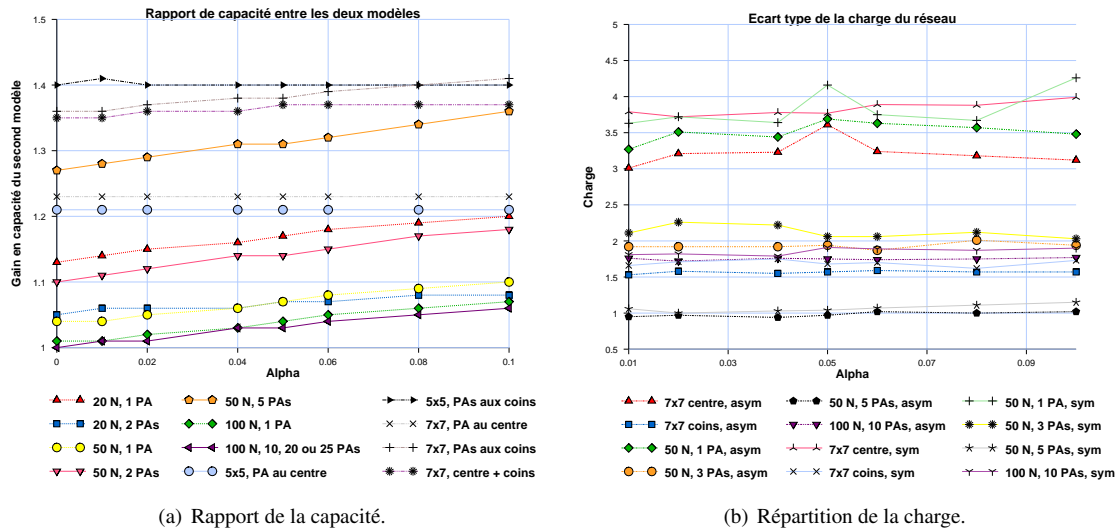 Rapport de capacité entre les deux modèles
Gain en capacité du second modèle
1.5
1.4
1.3
1.2
1.1
1
0
0.02
0.04
0.06
0.08
0.1
Alpha
20 N, 1 PA
20 N, 2 PAs
50 N, 1 PA
50 N, 2 PAs
50 N, 5 PAs
100 N, 1 PA
100 N, 10, 20 ou 25 PAs
5x5, PA au centre
5x5, PAs aux coins
7x7, PA au centre
7x7, PAs aux coins
7x7, centre + coins
(a) Rapport de la capacité.
Ecart type de la charge du réseau
Charge
5
4.5
4
3.5
3
2.5
2
1.5
1
0.5
0.01
0.03
0.05
0.07
0.09
Alpha
7x7 centre, asym
7x7 coins, asym
50 N, 1 PA, asym
50 N, 3 PAs, asym
50 N, 5 PAs, asym
100 N, 10 PAs, asym
7x7 centre, sym
7x7 coins, sym
50 N, 1 PA, sym
50 N, 3 PAs, sym
50 N, 5 PAs, sym
100 N, 10 PAs, sym
(b) Répartition de la charge.